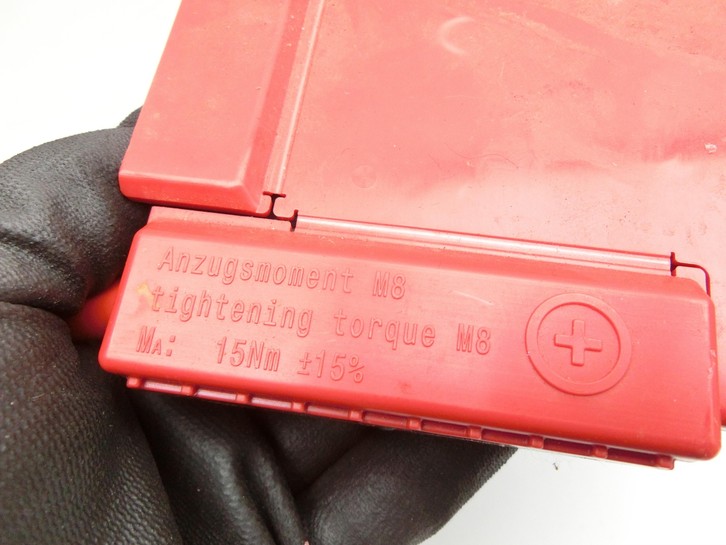 Anzugsmoment M8
tightening torque M8
MA: 15Nm ±15%
+